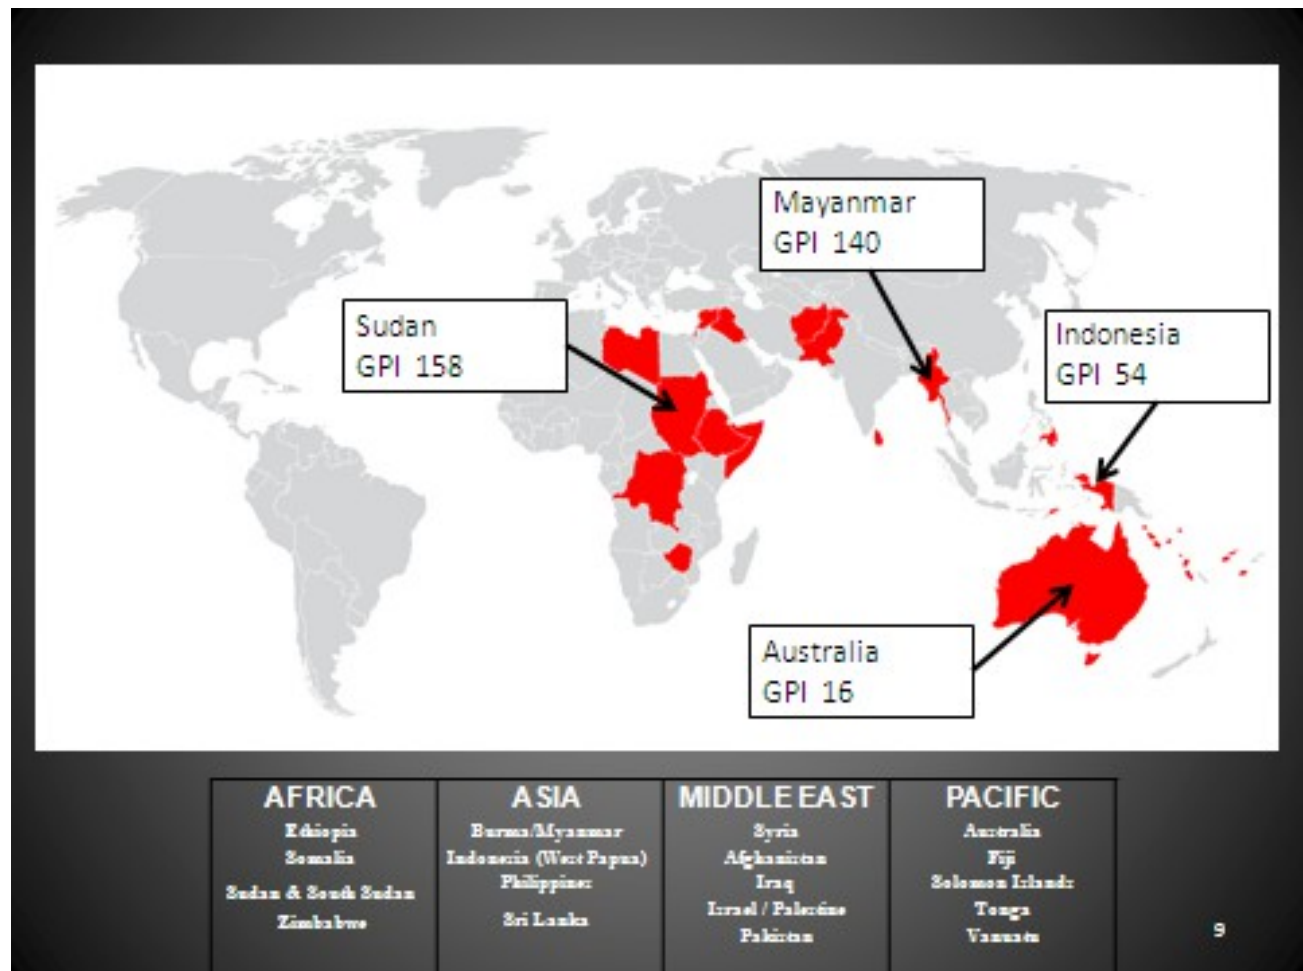 Mayanmar
GPI 140
Sudan
GPI 158
Indonesia
GPI 54
Australia
GPI 16
AFRICA
Ethiopia
Somalia
Sudan & South Sudan
Zimbabwe
ASIA
Burma/Myanmar
Indonesia (West Papua)
Philippines
Sri Lanka
MIDDLE EAST
Syria
Afghanistan
Iraq
Israel / Palestine
Pakistan
PACIFIC
Australia
Fiji
Solomon Islands
Tonga
Vanuatu
9